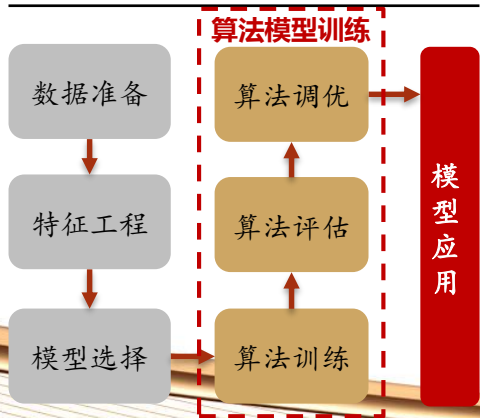 算法模型训练
数据准备
特征工程
模型选择
算法训练
算法评估
算法调优
模型应用